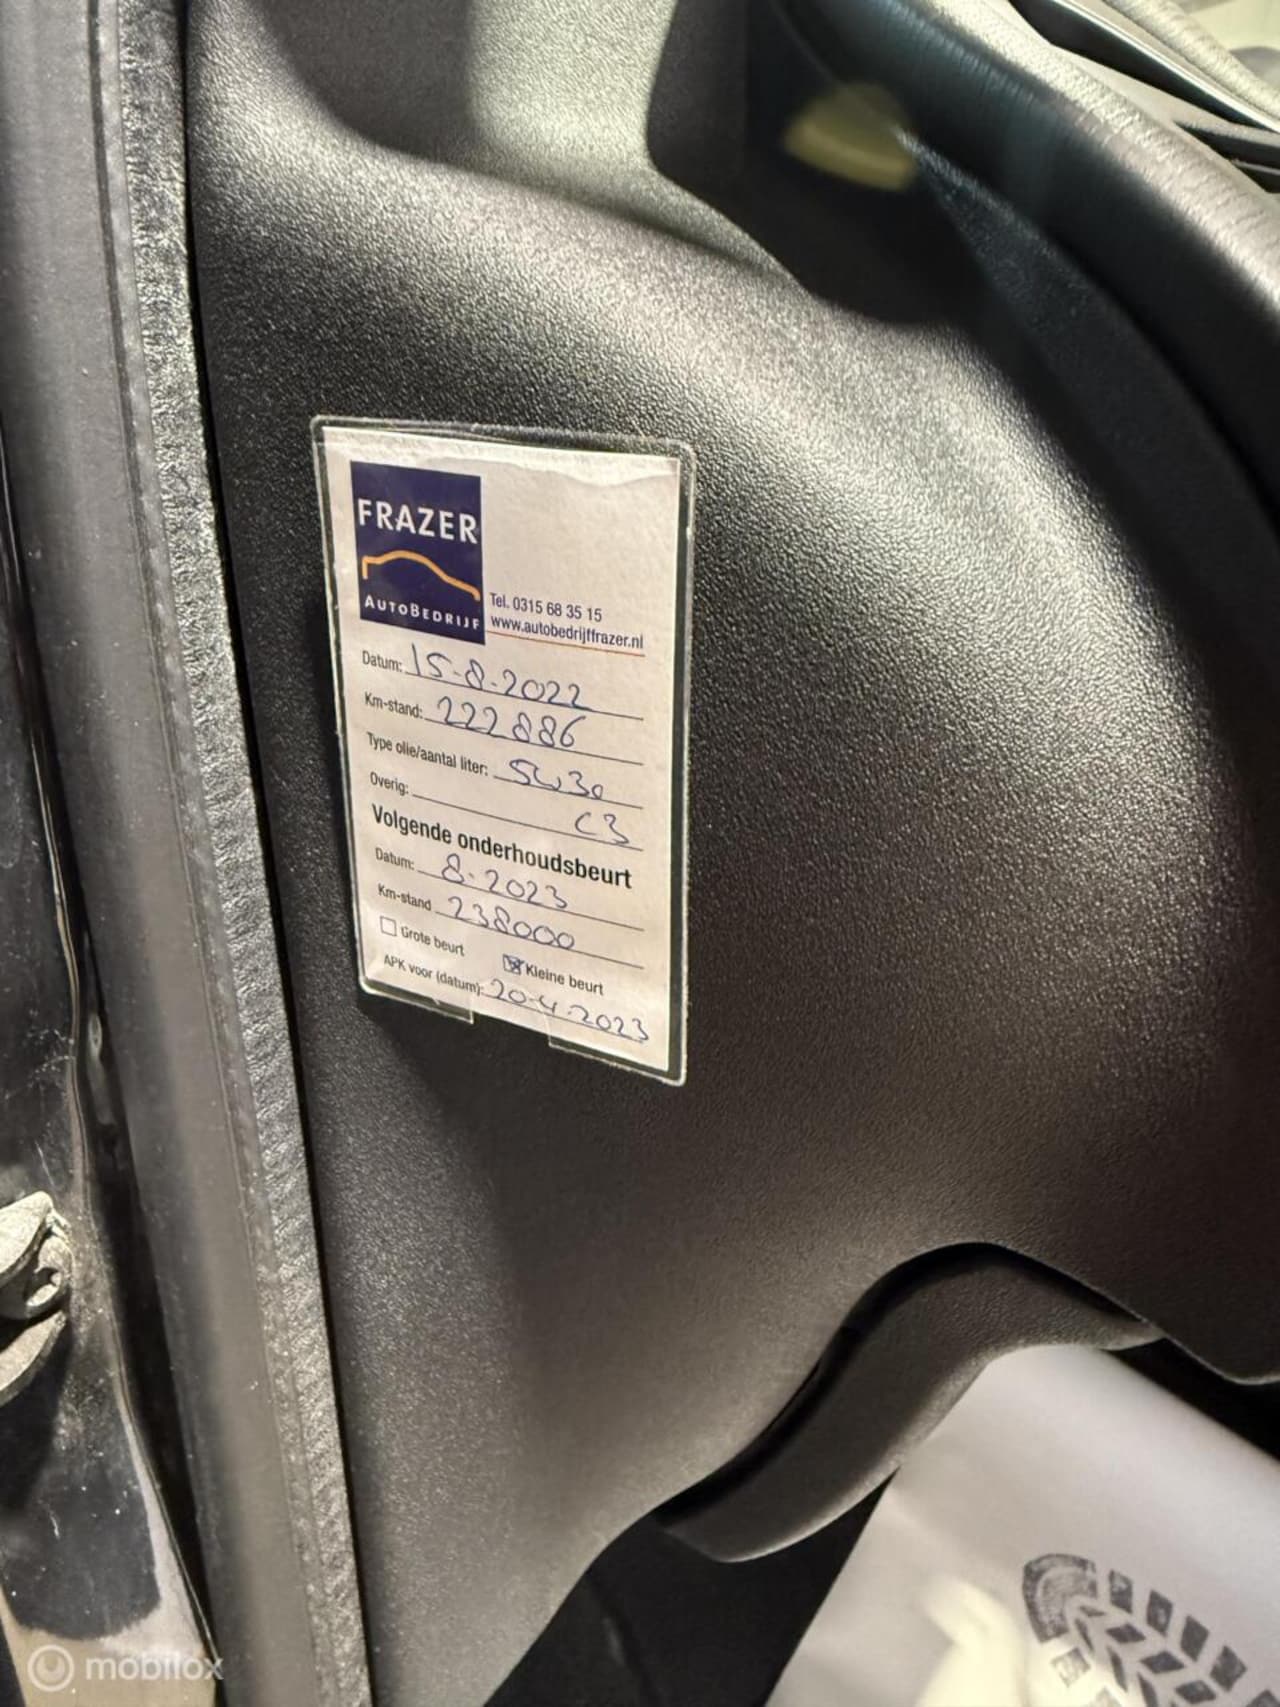 FRAZER
AUTOBEDRIJF
Tel. 0315 68 35 15
www.autobedrijffrazer.nl
Datum: 15-8-2022
Km-stand: 222886
Type olie/aantal liter: 5w30
Overig: C3
Volgende onderhoudsbeurt
Datum: 8-2023
Km-stand 238000
Grote beurt Kleine beurt
APK voor (datum): 20-4-2023
mobilox